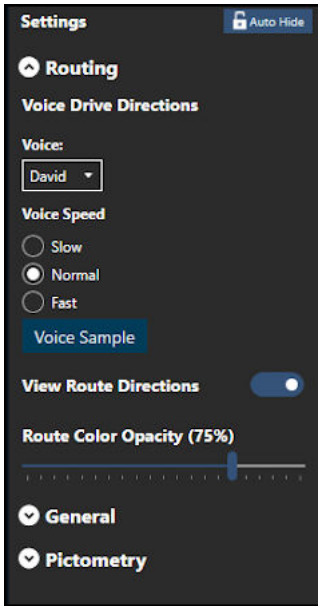 Settings
Auto Hide
Routing
Voice Drive Directions
Voice:
David
Voice Speed
Slow
Normal
Fast
Voice Sample
View Route Directions
Route Color Opacity (75%)
General
Pictometry